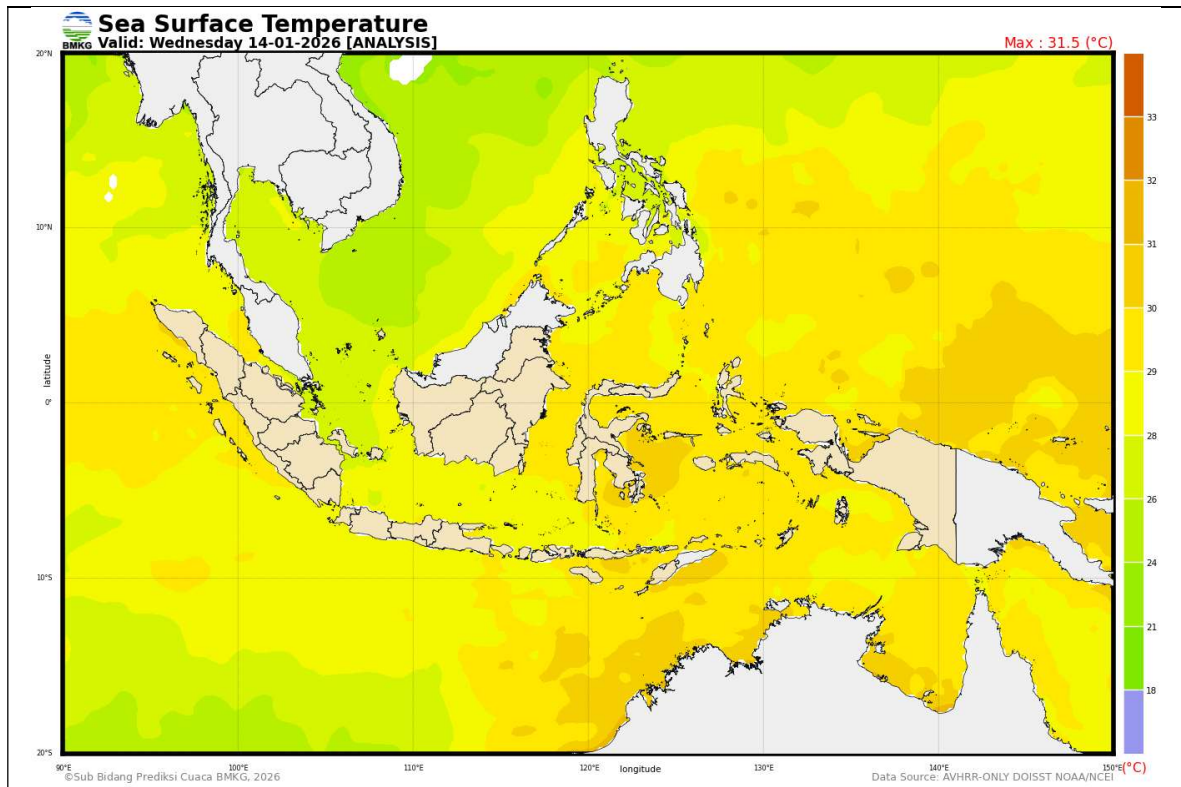 BMKG
Sea Surface Temperature
Valid: Wednesday 14-01-2026 [ANALYSIS]
Max : 31.5 (°C)
20°N
10°N
0°
10°S
20°S
latitude
90°E
100°E
110°E
120°E
130°E
140°E
150°E
longitude
33
32
31
30
29
28
26
24
21
18
(°C)
©Sub Bidang Prediksi Cuaca BMKG, 2026
Data Source: AVHRR-ONLY DOISST NOAA/NCEI